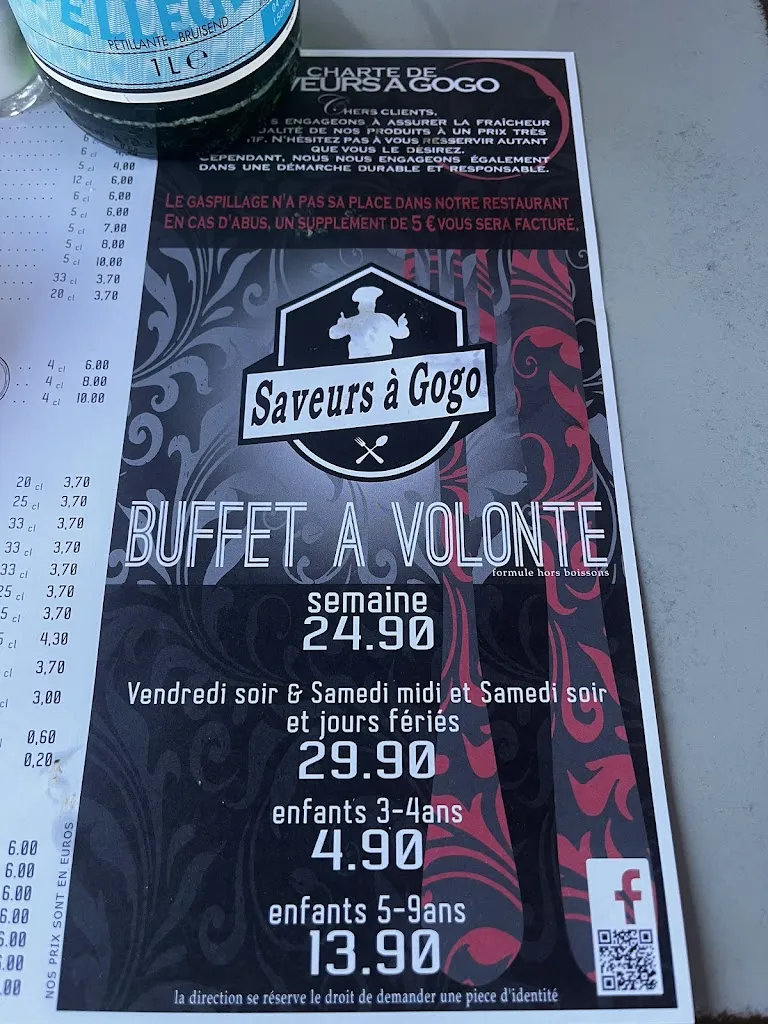 PÉTILLANTE - BRUISEND
1L e
CHARTE DE
A GOGO
CHERS CLIENTS,
ENGAGEONS À ASSURER LA FRAÎCHEUR
DE NOS PRODUITS À UN PRIX TRÈS
N'HÉSITEZ PAS À VOUS RESSERVIR AUTANT
QUE VOUS LE DÉSIREZ.
CEPENDANT, NOUS NOUS ENGAGEONS ÉGALEMENT
DANS UNE DÉMARCHE DURABLE ET RESPONSABLE.
LE GASPILLAGE N'A PAS SA PLACE DANS NOTRE RESTAURANT
EN CAS D'ABUS, UN SUPPLÉMENT DE 5 € VOUS SERA FACTURÉ.
Saveurs à Gogo
BUFFET A VOLONTE
formule hors boissons
semaine
24.90
Vendredi soir & Samedi midi et Samedi soir
et jours fériés
29.90
enfants 3-4ans
4.90
enfants 5-9ans
13.90
la direction se réserve le droit de demander une piece d'identité
5 cl 4,00
12 cl 6,00
6 cl 6,00
5 cl 6,00
5 cl 7,00
5 cl 8,00
5 cl 10,00
33 cl 3,70
20 cl 3,70
4 cl 6.00
4 cl 8.00
4 cl 10.00
20 cl 3,70
25 cl 3,70
33 cl 3,70
33 cl 3,70
33 cl 3,70
25 cl 3,70
3,70
cl 4,30
cl 3,70
cl 3,00
0,60
0,20
6.00
6.00
6.00
6.00
NOS PRIX SONT EN EUROS